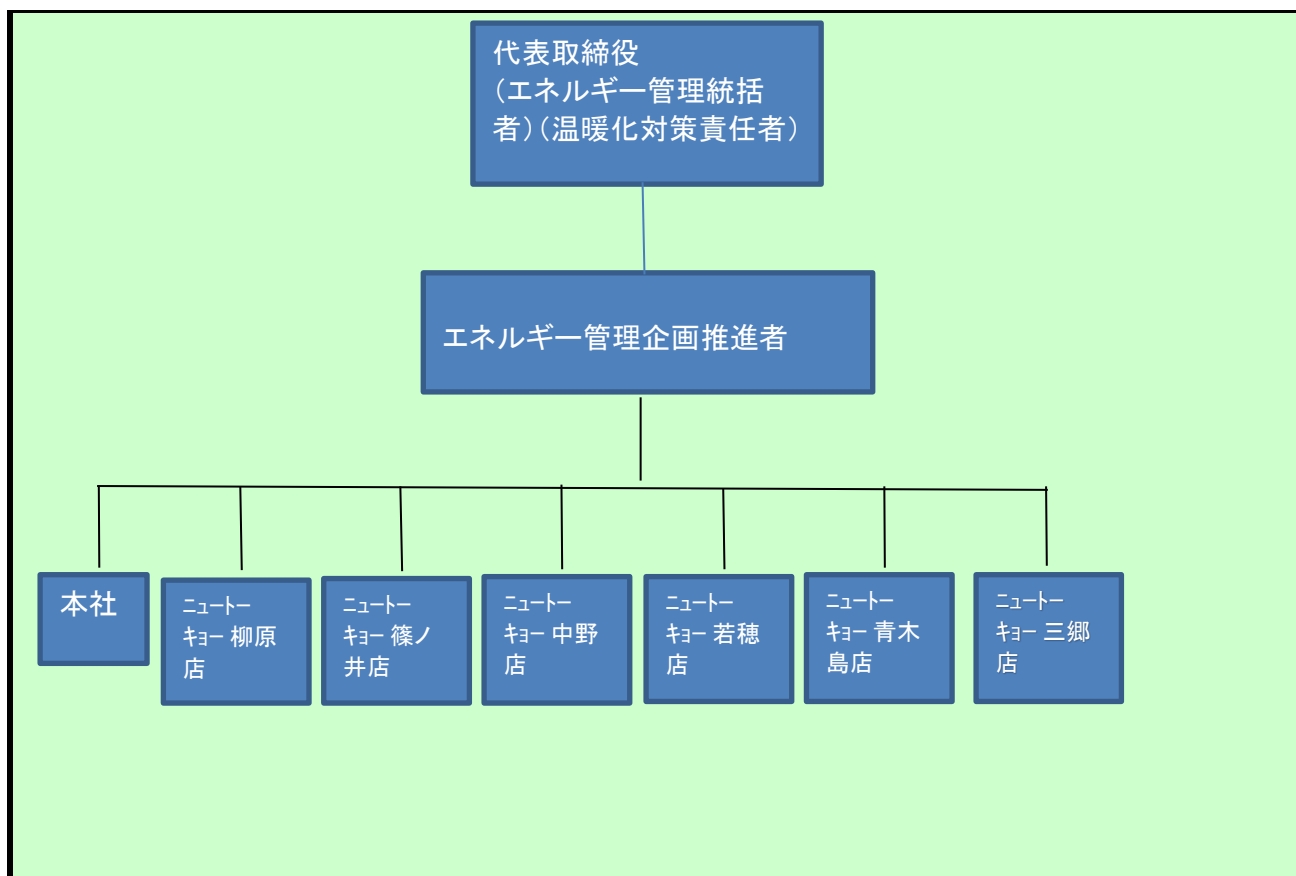 代表取締役
(エネルギー管理統括
者)(温暖化対策責任者)
エネルギー管理企画推進者
本社
ﾆｭｰﾄｰ
ｷｮｰ 柳原
店
ﾆｭｰﾄｰ
ｷｮｰ 篠ノ
井店
ﾆｭｰﾄｰ
ｷｮｰ 中野
店
ﾆｭｰﾄｰ
ｷｮｰ 若穂
店
ﾆｭｰﾄｰ
ｷｮｰ 青木
島店
ﾆｭｰﾄｰ
ｷｮｰ 三郷
店